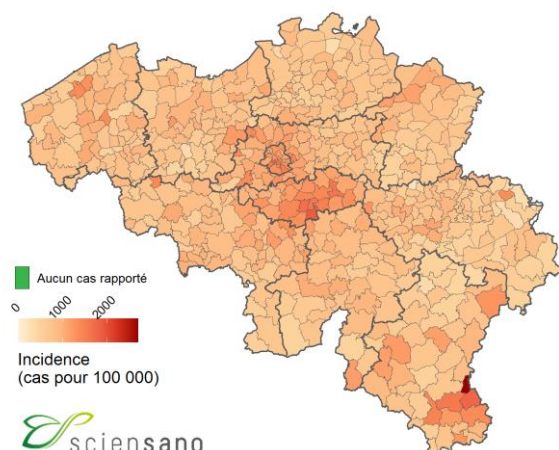 Aucun cas rapporté
0 1000 2000
Incidence
(cas pour 100 000)
sciensano